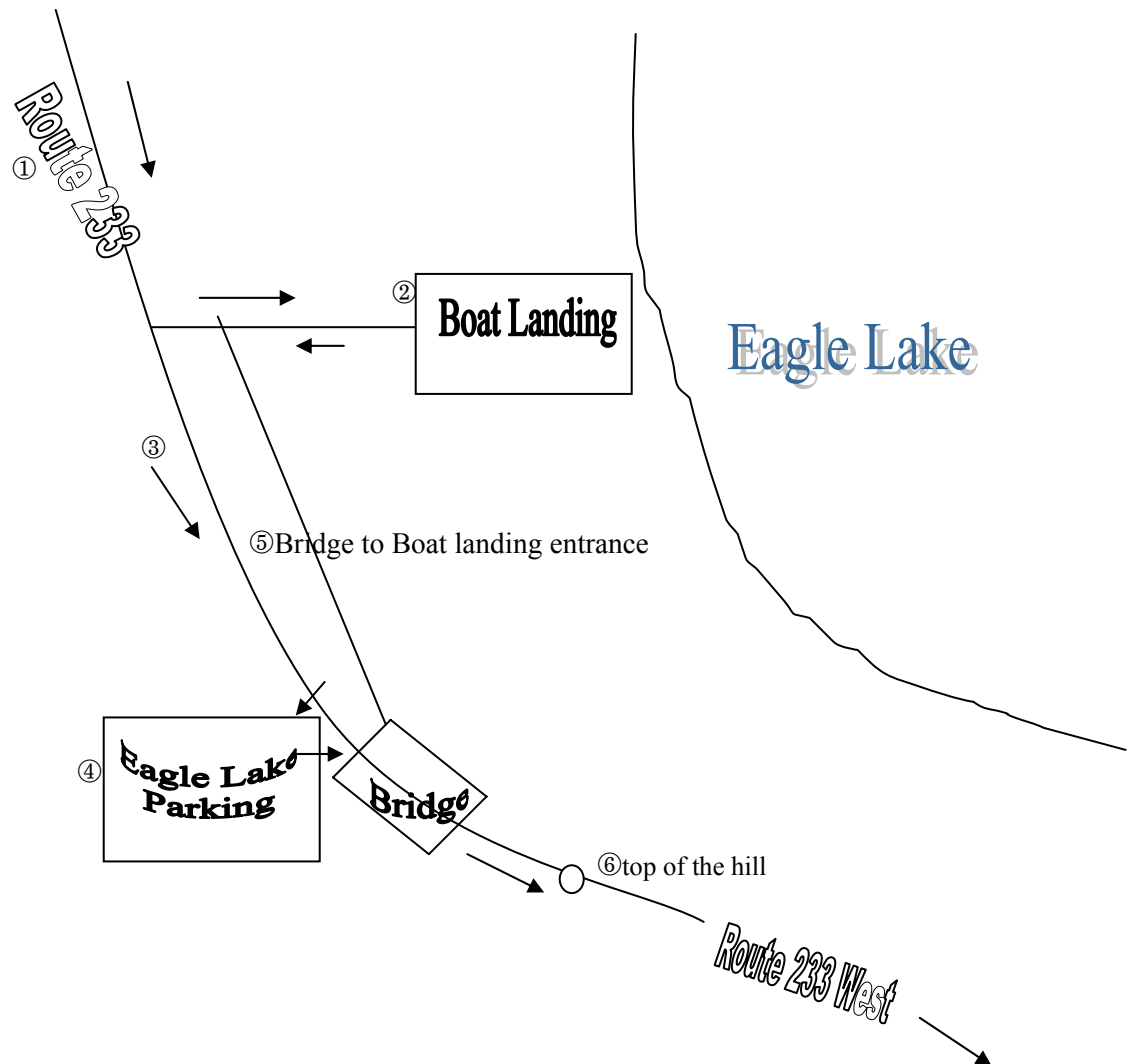 Route 233
①
②
Boat Landing
Eagle Lake
③
⑤Bridge to Boat landing entrance
④
Eagle Lake
Parking
Bridge
⑥top of the hill
Route 233 West